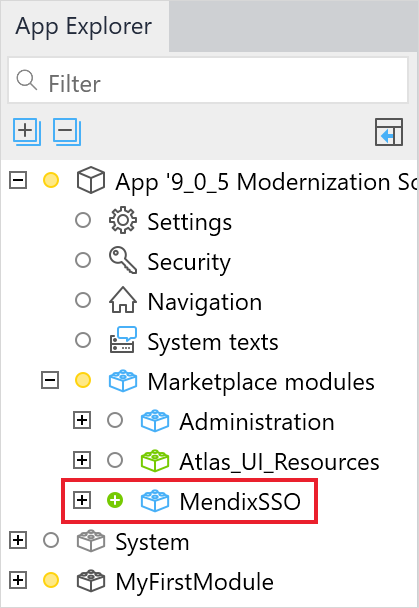 App Explorer
Filter
App '9_0_5 Modernization Sc
Settings
Security
Navigation
System texts
Marketplace modules
Administration
Atlas_UI_Resources
MendixSSO
System
MyFirstModule